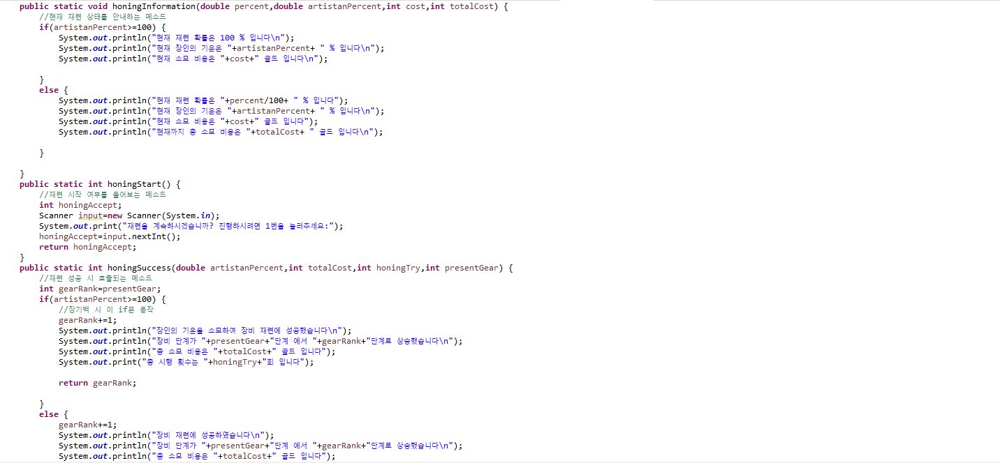 public static void honingInformation(double percent,double artistanPercent,int cost,int totalCost) {
//현재 재련 상태를 안내하는 메소드
if(artistanPercent>=100) {
System.out.println("현재 재련 확률은 100 % 입니다\n");
System.out.println("현재 장인의 기운은 "+artistanPercent+ " % 입니다\n");
System.out.println("현재 소모 비용은 "+cost+" 골드 입니다\n");
}
else {
System.out.println("현재 재련 확률은 "+percent/100+ " % 입니다");
System.out.println("현재 장인의 기운은 "+artistanPercent+ " % 입니다\n");
System.out.println("현재 소모 비용은 "+cost+" 골드 입니다");
System.out.println("현재까지 총 소모 비용은 "+totalCost+ " 골드 입니다\n");
}
}
public static int honingStart() {
//재련 시작 여부를 물어보는 메소드
int honingAccept;
Scanner input=new Scanner(System.in);
System.out.print("재련을 계속하시겠습니까? 진행하시려면 1번을 눌러주세요:");
honingAccept=input.nextInt();
return honingAccept;
}
public static int honingSuccess(double artistanPercent,int totalCost,int honingTry,int presentGear) {
//재련 성공 시 호출되는 메소드
int gearRank=presentGear;
if(artistanPercent>=100) {
//장기백 시 이 if문 동작
gearRank+=1;
System.out.println("장인의 기운을 소모하여 장비 재련에 성공했습니다\n");
System.out.println("장비 단계가 "+presentGear+"단계 에서 "+gearRank+"단계로 상승했습니다\n");
System.out.println("총 소모 비용은 "+totalCost+" 골드 입니다");
System.out.print("총 시행 횟수는 "+honingTry+"회 입니다");
return gearRank;
}
else {
gearRank+=1;
System.out.println("장비 재련에 성공하였습니다\n");
System.out.println("장비 단계가 "+presentGear+"단계 에서 "+gearRank+"단계로 상승했습니다\n");
System.out.println("총 소모 비용은 "+totalCost+" 골드 입니다");